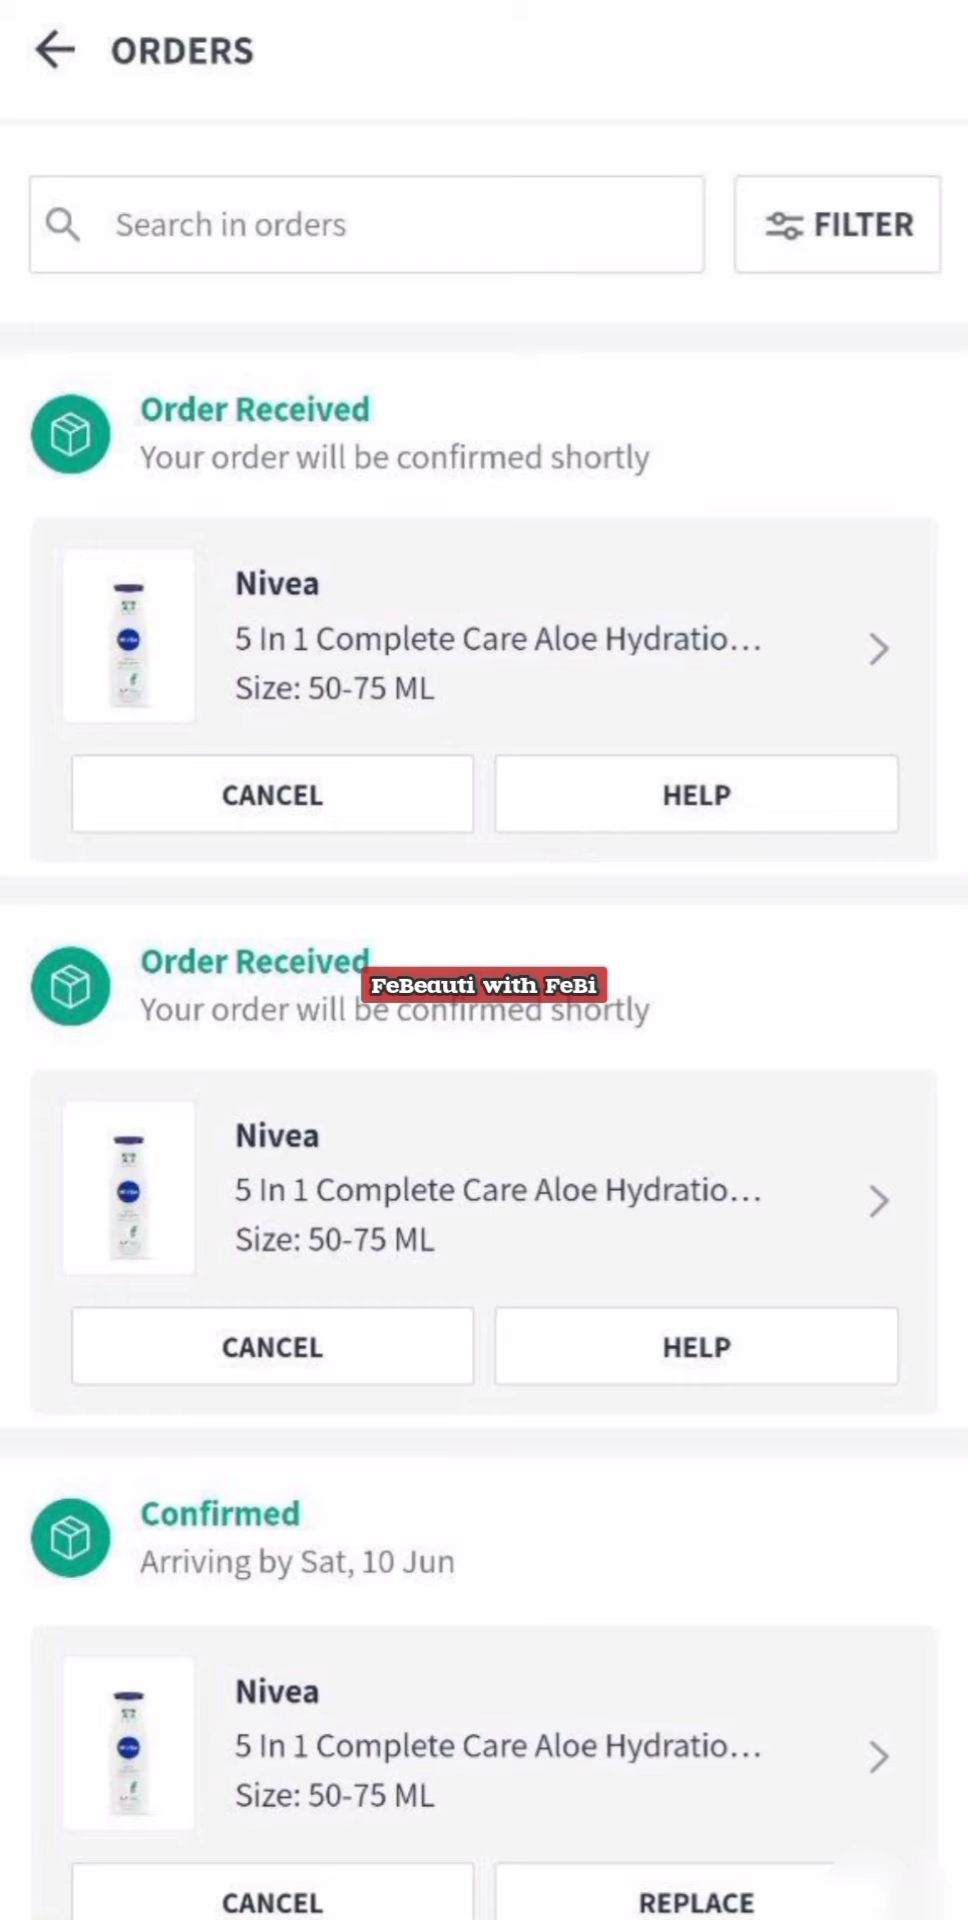 ORDERS
Search in orders
FILTER
Order Received
Your order will be confirmed shortly
Nivea
5 In 1 Complete Care Aloe Hydratio...
Size: 50-75 ML
CANCEL
HELP
Order Received
FeBeauti with FeBi
Your order will be confirmed shortly
Nivea
5 In 1 Complete Care Aloe Hydratio...
Size: 50-75 ML
CANCEL
HELP
Confirmed
Arriving by Sat, 10 Jun
Nivea
5 In 1 Complete Care Aloe Hydratio...
Size: 50-75 ML
CANCEL
REPLACE